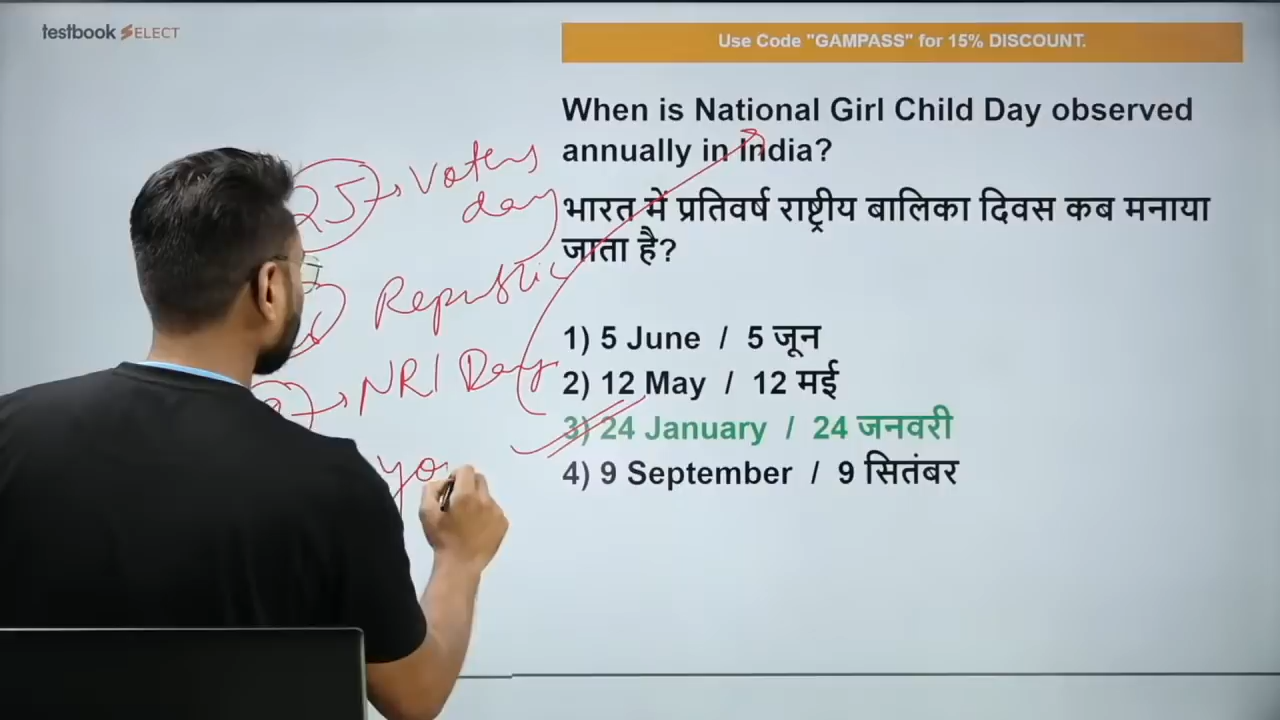 testbook SELECT
Use Code "GAMPASS" for 15% DISCOUNT.
When is National Girl Child Day observed
annually in India?
भारत में प्रतिवर्ष राष्ट्रीय बालिका दिवस कब मनाया
जाता है?
1) 5 June / 5 जून
2) 12 May / 12 मई
3) 24 January / 24 जनवरी
4) 9 September / 9 सितंबर
25 → Voters
day
Republic
→ NRI Day